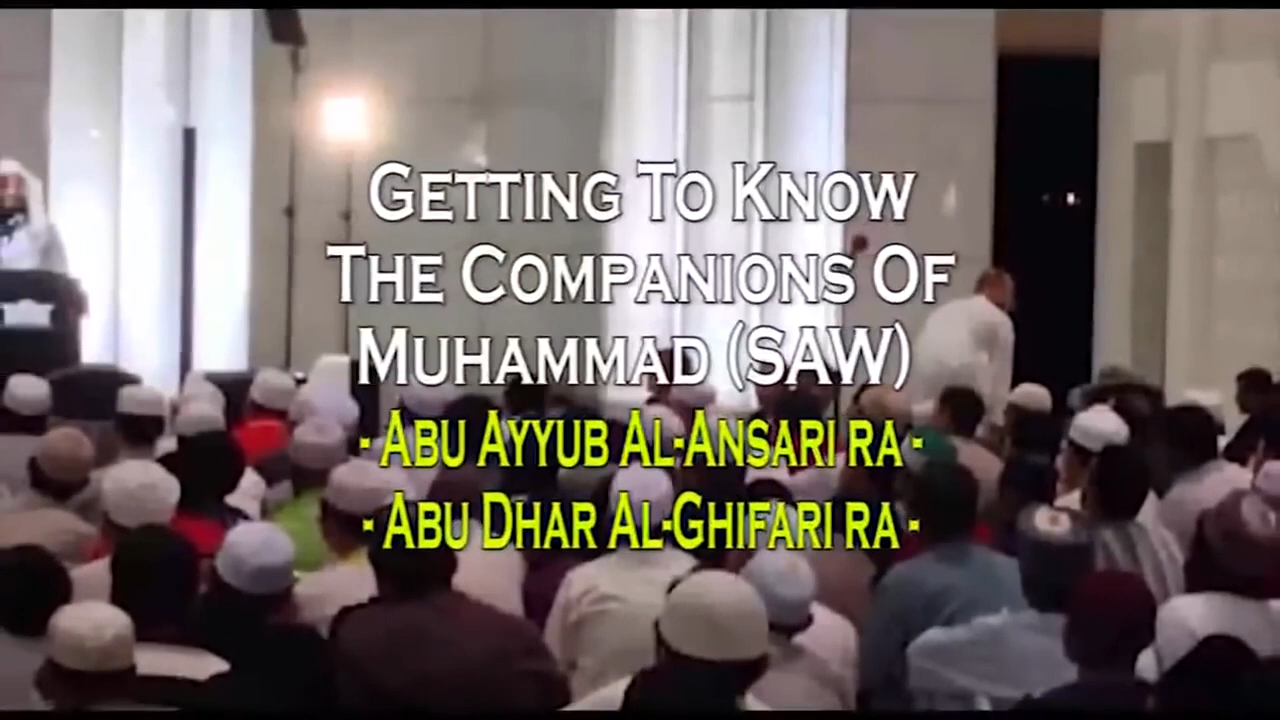 Getting To Know
The Companions Of
Muhammad (SAW)
- Abu Ayyub Al-Ansari ra -
- Abu Dhar Al-Ghifari ra -